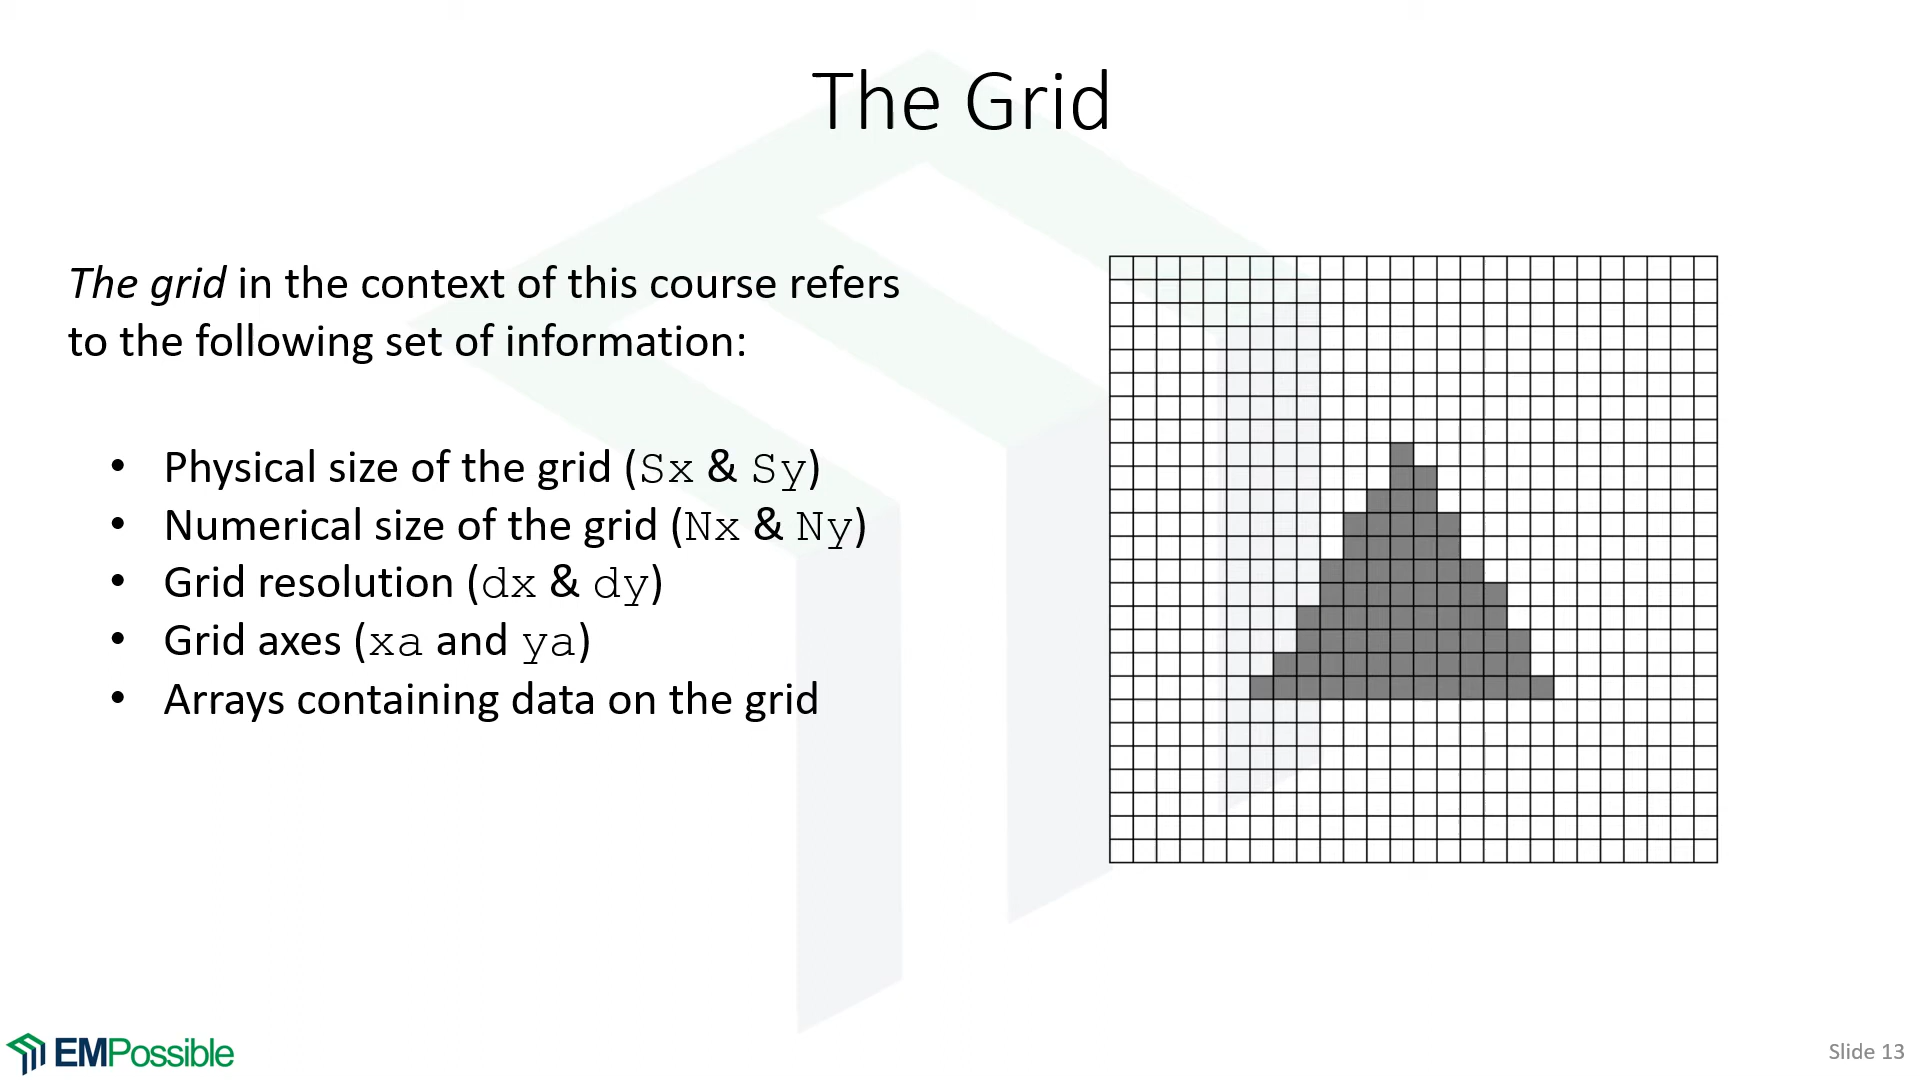 The Grid
The grid in the context of this course refers
to the following set of information:
• Physical size of the grid (Sx & Sy)
• Numerical size of the grid (Nx & Ny)
• Grid resolution (dx & dy)
• Grid axes (xa and ya)
• Arrays containing data on the grid
EMPossible
Slide 13